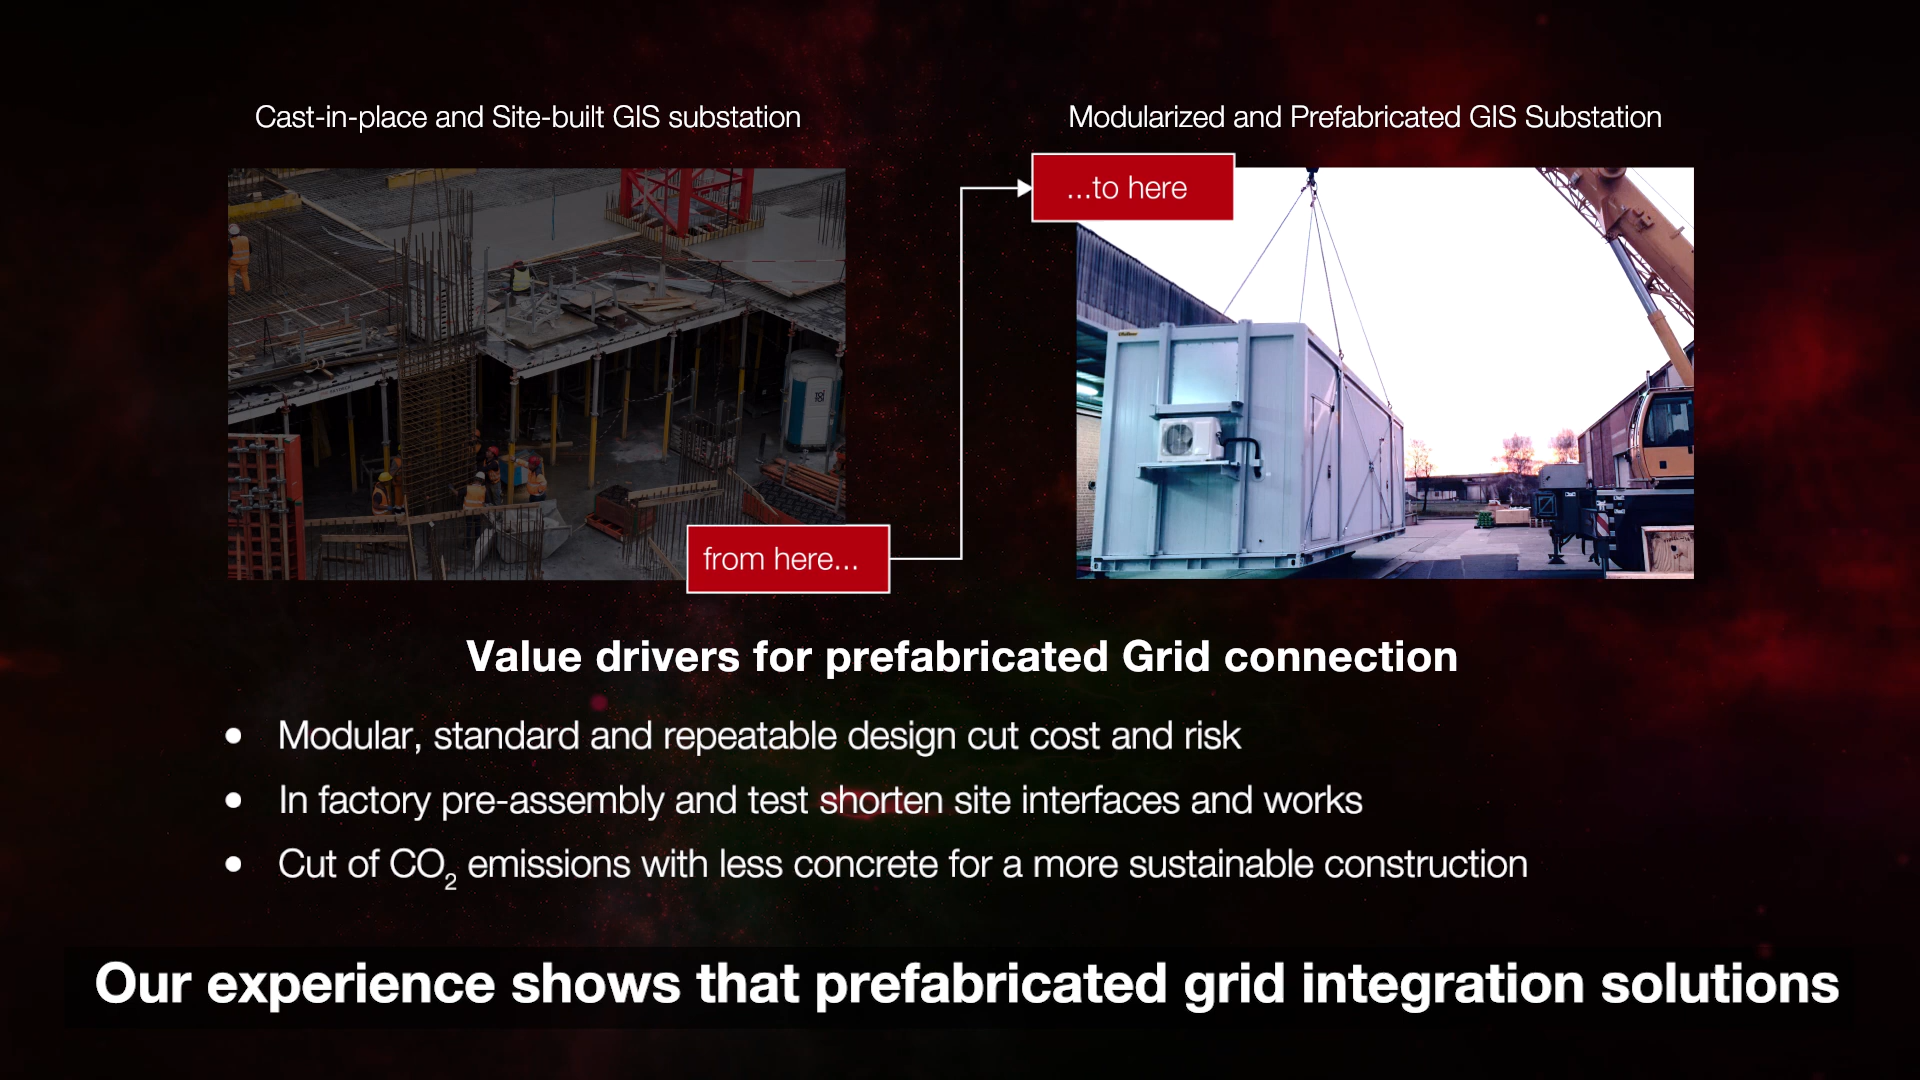 Cast-in-place and Site-built GIS substation
Modularized and Prefabricated GIS Substation
...to here
from here...
Value drivers for prefabricated Grid connection
• Modular, standard and repeatable design cut cost and risk
• In factory pre-assembly and test shorten site interfaces and works
• Cut of CO₂ emissions with less concrete for a more sustainable construction
Our experience shows that prefabricated grid integration solutions